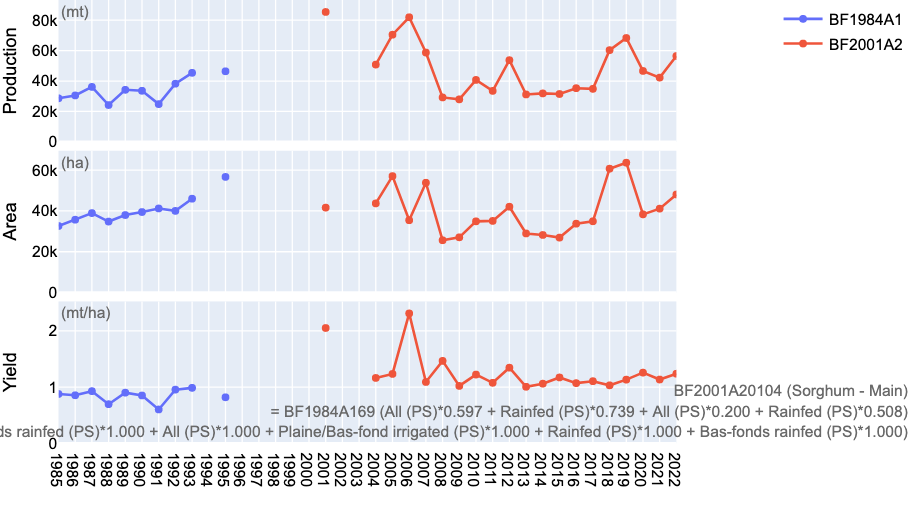 (mt)
80k
60k
40k
20k
0
Production
BF1984A1
BF2001A2
(ha)
60k
40k
20k
0
Area
(mt/ha)
2
1
0
Yield
BF2001A20104 (Sorghum - Main)
= BF1984A169 (All (PS)*0.597 + Rainfed (PS)*0.739 + All (PS)*0.200 + Rainfed (PS)*0.508)
ds rainfed (PS)*1.000 + All (PS)*1.000 + Plaine/Bas-fond irrigated (PS)*1.000 + Rainfed (PS)*1.000 + Bas-fonds rainfed (PS)*1.000)
1985
1986
1987
1988
1989
1990
1991
1992
1993
1994
1995
1996
1997
1998
1999
2000
2001
2002
2003
2004
2005
2006
2007
2008
2009
2010
2011
2012
2013
2014
2015
2016
2017
2018
2019
2020
2021
2022